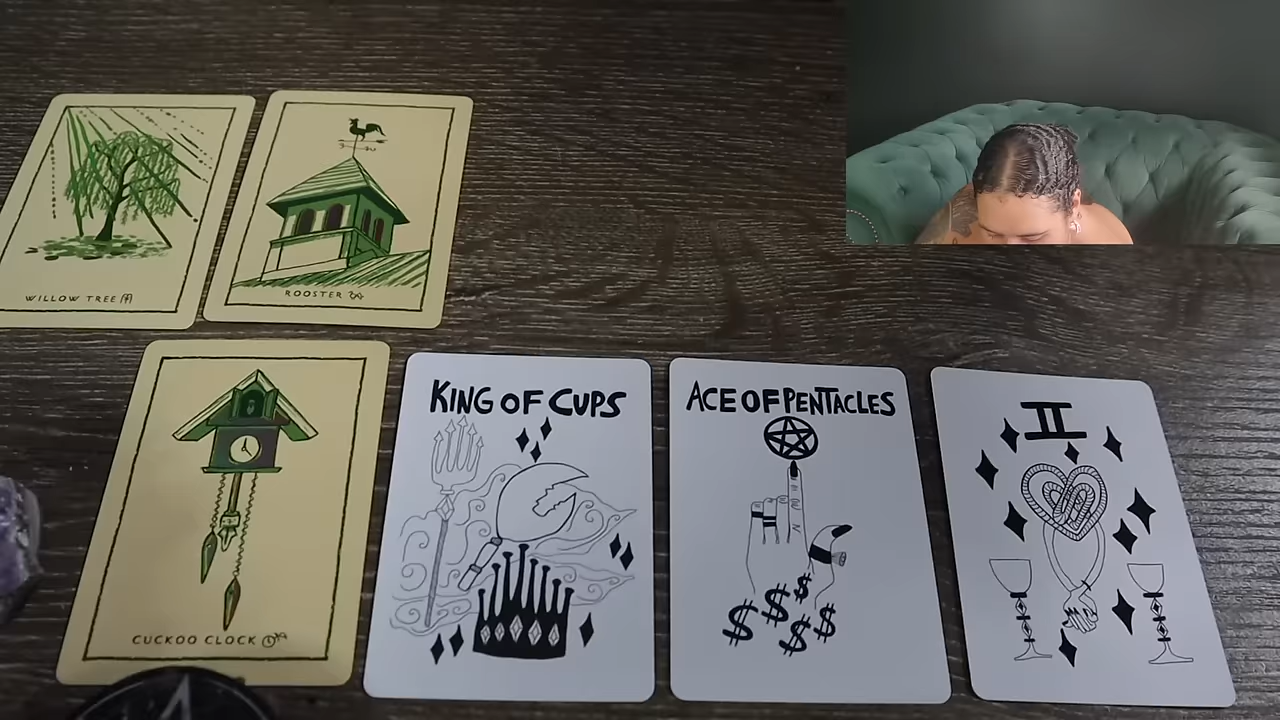 WILLOW TREE
ROOSTER
CUCKOO CLOCK
KING OF CUPS
ACE OF PENTACLES
II
$ $ $ $ $